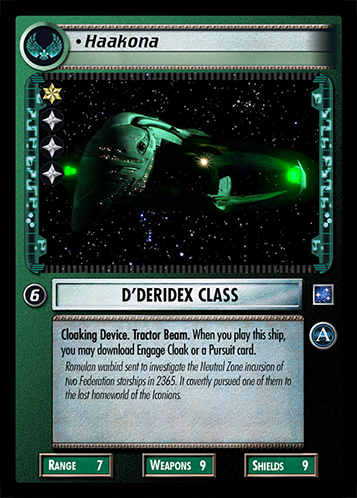 • Haakona
6
D'DERIDEX CLASS
A
Cloaking Device. Tractor Beam. When you play this ship,
you may download Engage Cloak or a Pursuit card.
Romulan warbird sent to investigate the Neutral Zone incursion of
two Federation starships in 2365. It covertly pursued one of them to
the last homeworld of the Iconians.
RANGE 7
WEAPONS 9
SHIELDS 9